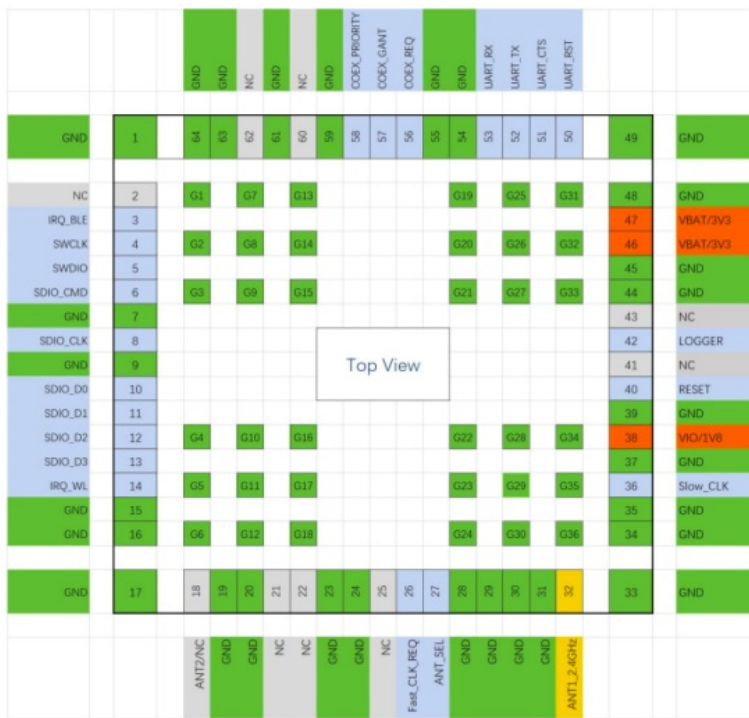 GND GND NC GND NC GND COEX_PRIORITY COEX_GANT COEX_REQ GND GND UART_RX UART_TX UART_CTS UART_RST
GND 1 64 63 62 61 60 59 58 57 56 55 54 53 52 51 50 49 GND
NC 2 G1 G7 G13 G19 G25 G31 48 GND
IRQ_BLE 3 47 VBAT/3V3
SWCLK 4 G2 G8 G14 G20 G26 G32 46 VBAT/3V3
SWDIO 5 45 GND
SDIO_CMD 6 G3 G9 G15 G21 G27 G33 44 GND
GND 7 43 NC
SDIO_CLK 8 42 LOGGER
GND 9 Top View 41 NC
SDIO_D0 10 40 RESET
SDIO_D1 11 39 GND
SDIO_D2 12 G4 G10 G16 G22 G28 G34 38 VIO/1V8
SDIO_D3 13 37 GND
IRQ_WL 14 G5 G11 G17 G23 G29 G35 36 Slow_CLK
GND 15 35 GND
GND 16 G6 G12 G18 G24 G30 G36 34 GND
GND 17 18 19 20 21 22 23 24 25 26 27 28 29 30 31 32 33 GND
ANT2/NC GND GND NC NC GND GND NC Fast_CLK_REQ ANT_SEL GND GND GND GND ANT1_2.4GHz